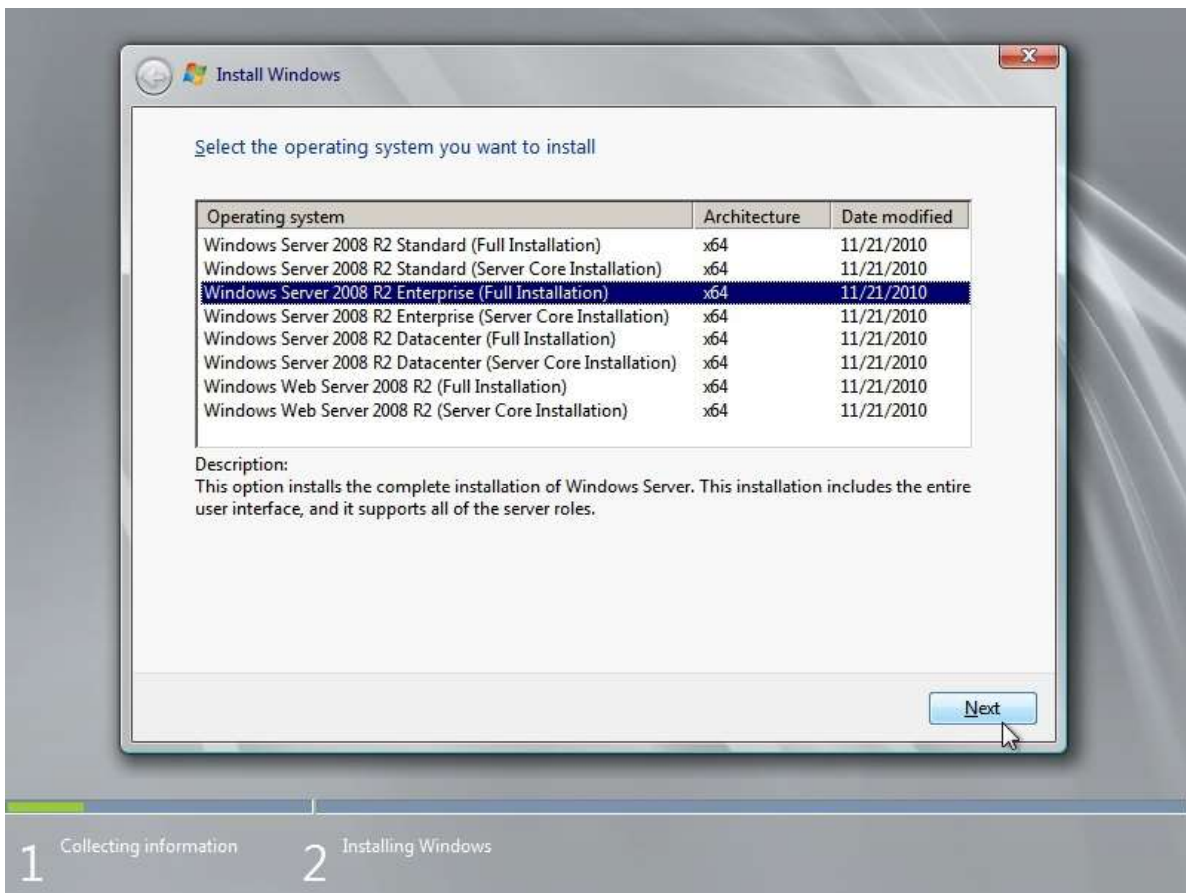 Install Windows
Select the operating system you want to install
Operating system Architecture Date modified
Windows Server 2008 R2 Standard (Full Installation) x64 11/21/2010
Windows Server 2008 R2 Standard (Server Core Installation) x64 11/21/2010
Windows Server 2008 R2 Enterprise (Full Installation) x64 11/21/2010
Windows Server 2008 R2 Enterprise (Server Core Installation) x64 11/21/2010
Windows Server 2008 R2 Datacenter (Full Installation) x64 11/21/2010
Windows Server 2008 R2 Datacenter (Server Core Installation) x64 11/21/2010
Windows Web Server 2008 R2 (Full Installation) x64 11/21/2010
Windows Web Server 2008 R2 (Server Core Installation) x64 11/21/2010
Description:
This option installs the complete installation of Windows Server. This installation includes the entire
user interface, and it supports all of the server roles.
Next
1 Collecting information 2 Installing Windows